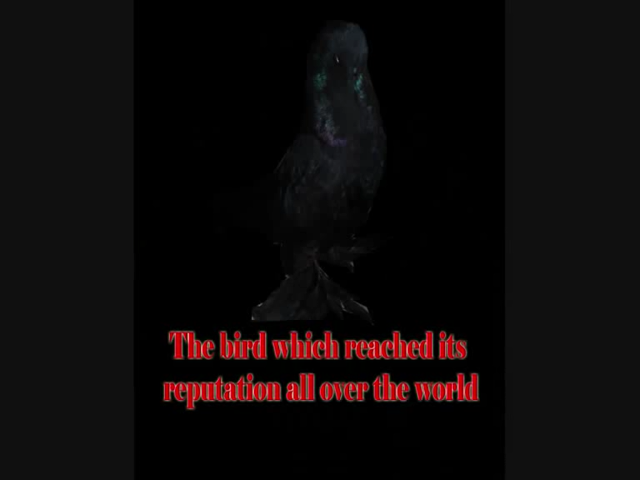 The bird which reached its
reputation all over the world